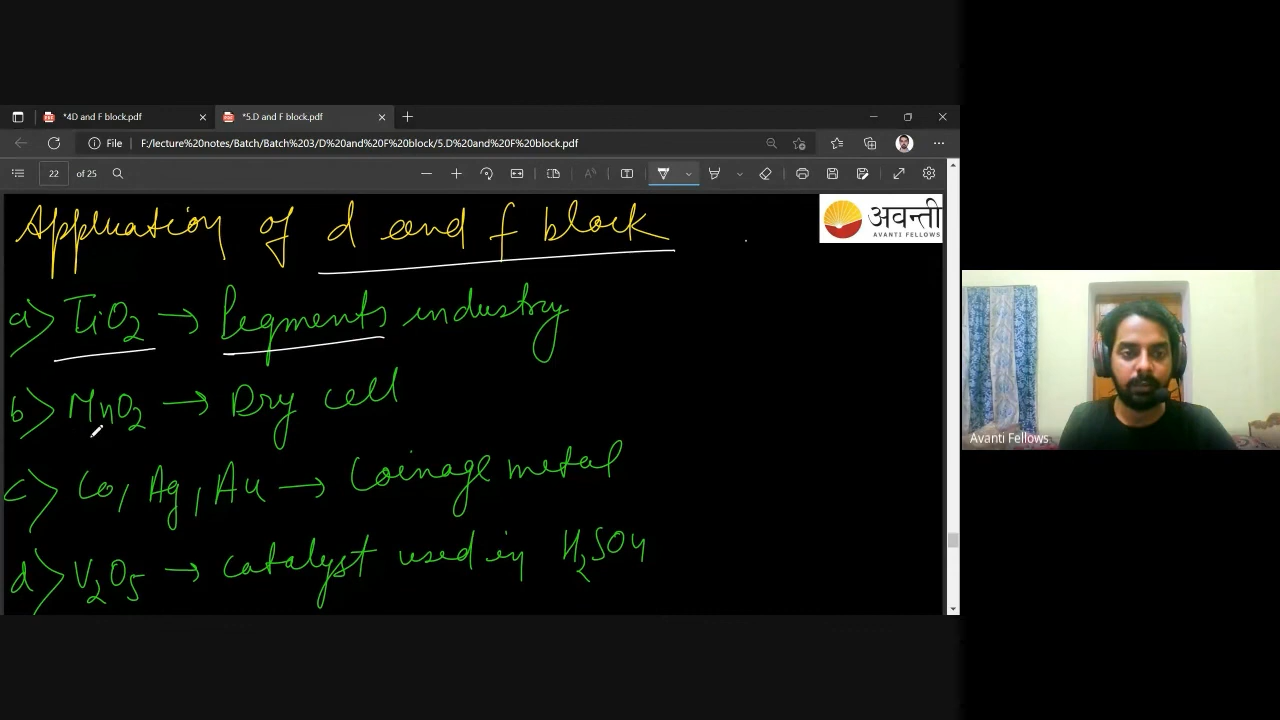 *4D and F block.pdf
*5.D and F block.pdf
File
F:/lecture%20notes/Batch/Batch%203/D%20and%20F%20block/5.D%20and%20F%20block.pdf
22 of 25
Application of d and f block
अवन्ती
AVANTI FELLOWS
a> TiO2 → Pegments industry
b> MnO2 → Dry cell
c> Co, Ag, Au → Coinage metal
d> V2O5 → catalyst used in H2SO4
Avanti Fellows